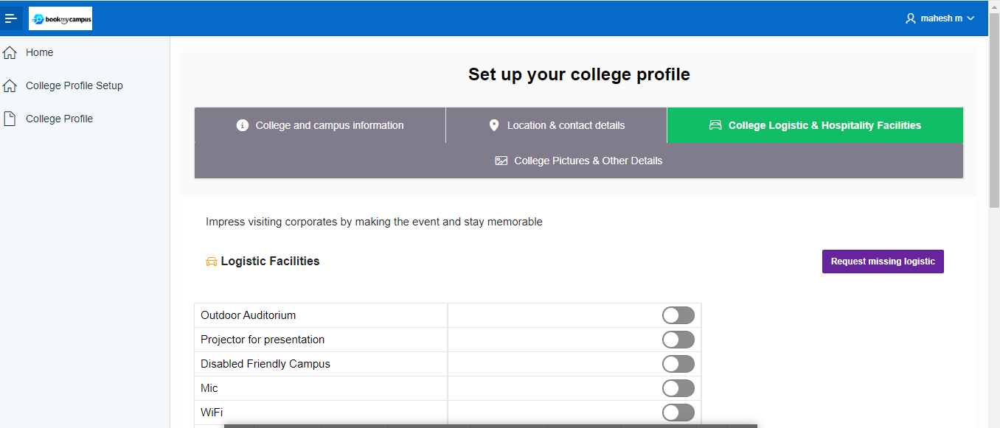 bookmycampus
mahesh m
Home
College Profile Setup
College Profile
Set up your college profile
College and campus information
Location & contact details
College Logistic & Hospitality Facilities
College Pictures & Other Details
Impress visiting corporates by making the event and stay memorable
Logistic Facilities
Request missing logistic
Outdoor Auditorium
Projector for presentation
Disabled Friendly Campus
Mic
WiFi